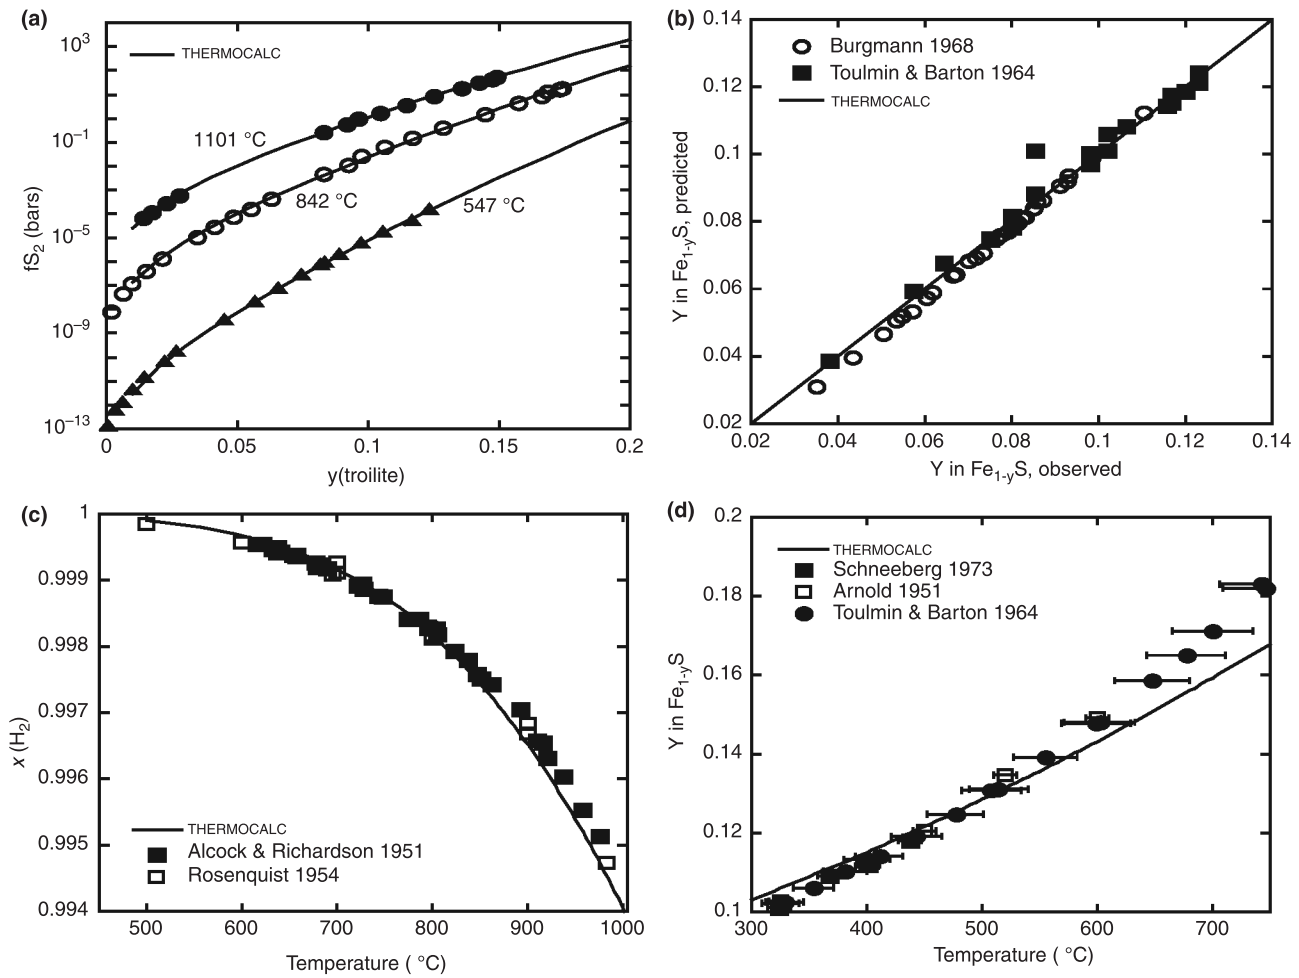 (a)
10³
10⁻¹
10⁻⁵
10⁻⁹
10⁻¹³
fS₂ (bars)
THERMOCALC
1101 °C
842 °C
547 °C
0
0.05
0.1
0.15
0.2
y(troilite)
(b)
0.14
0.12
0.1
0.08
0.06
0.04
0.02
Y in Fe₁₋yS, predicted
Burgmann 1968
Toulmin & Barton 1964
THERMOCALC
0.02
0.04
0.06
0.08
0.1
0.12
0.14
Y in Fe₁₋yS, observed
(c)
1
0.999
0.998
0.997
0.996
0.995
0.994
x (H₂)
THERMOCALC
Alcock & Richardson 1951
Rosenquist 1954
500
600
700
800
900
1000
Temperature ( °C)
(d)
0.2
0.18
0.16
0.14
0.12
0.1
Y in Fe₁₋yS
THERMOCALC
Schneeberg 1973
Arnold 1951
Toulmin & Barton 1964
300
400
500
600
700
Temperature ( °C)